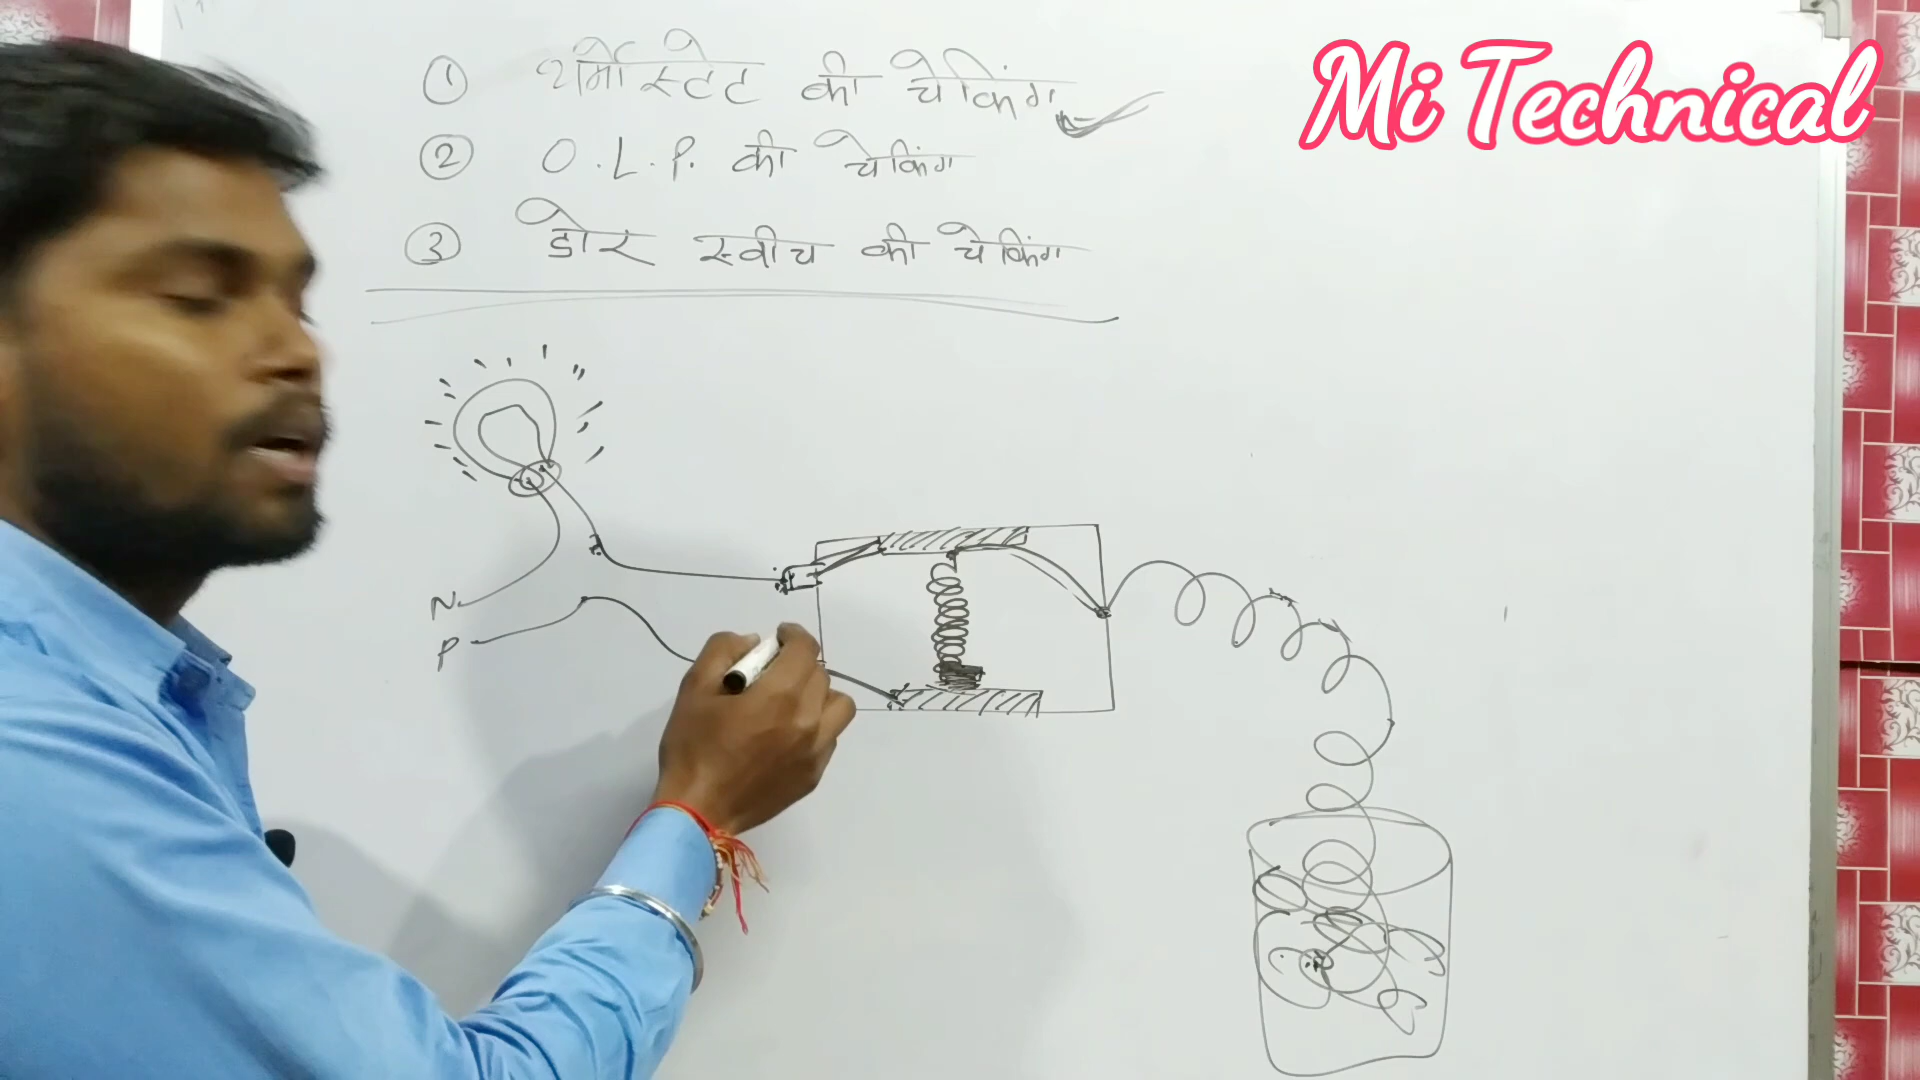 ① थर्मोस्टेट की चेकिंग
② O.L.P. की चेकिंग
③ डोर स्वीच की चेकिंग
Mi Technical
N
P